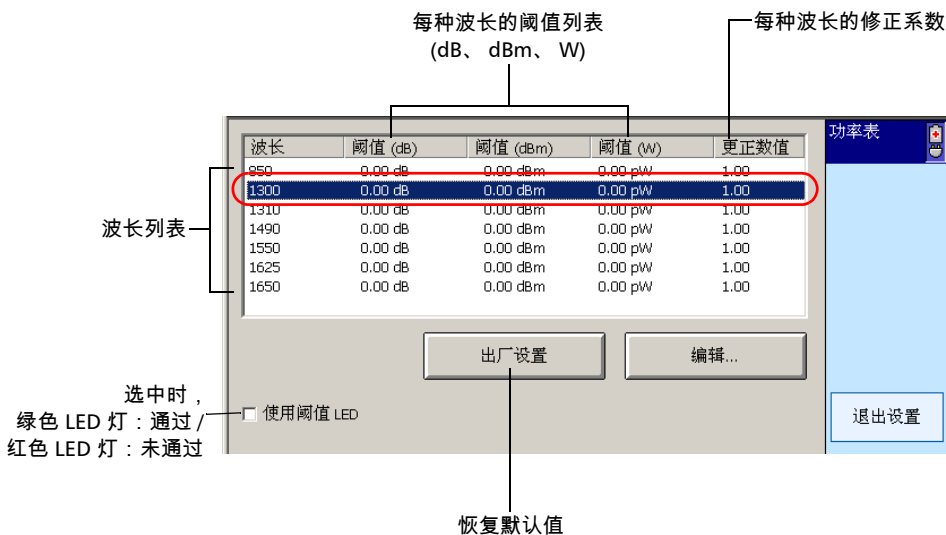 每种波长的阈值列表
(dB、 dBm、 W)
每种波长的修正系数
波长 阈值 (dB) 阈值 (dBm) 阈值 (W) 更正数值
850 0.00 dB 0.00 dBm 0.00 pW 1.00
1300 0.00 dB 0.00 dBm 0.00 pW 1.00
1310 0.00 dB 0.00 dBm 0.00 pW 1.00
1490 0.00 dB 0.00 dBm 0.00 pW 1.00
1550 0.00 dB 0.00 dBm 0.00 pW 1.00
1625 0.00 dB 0.00 dBm 0.00 pW 1.00
1650 0.00 dB 0.00 dBm 0.00 pW 1.00
功率表
波长列表
出厂设置
编辑...
选中时，
绿色 LED 灯：通过 /
红色 LED 灯：未通过
使用阈值 LED
退出设置
恢复默认值